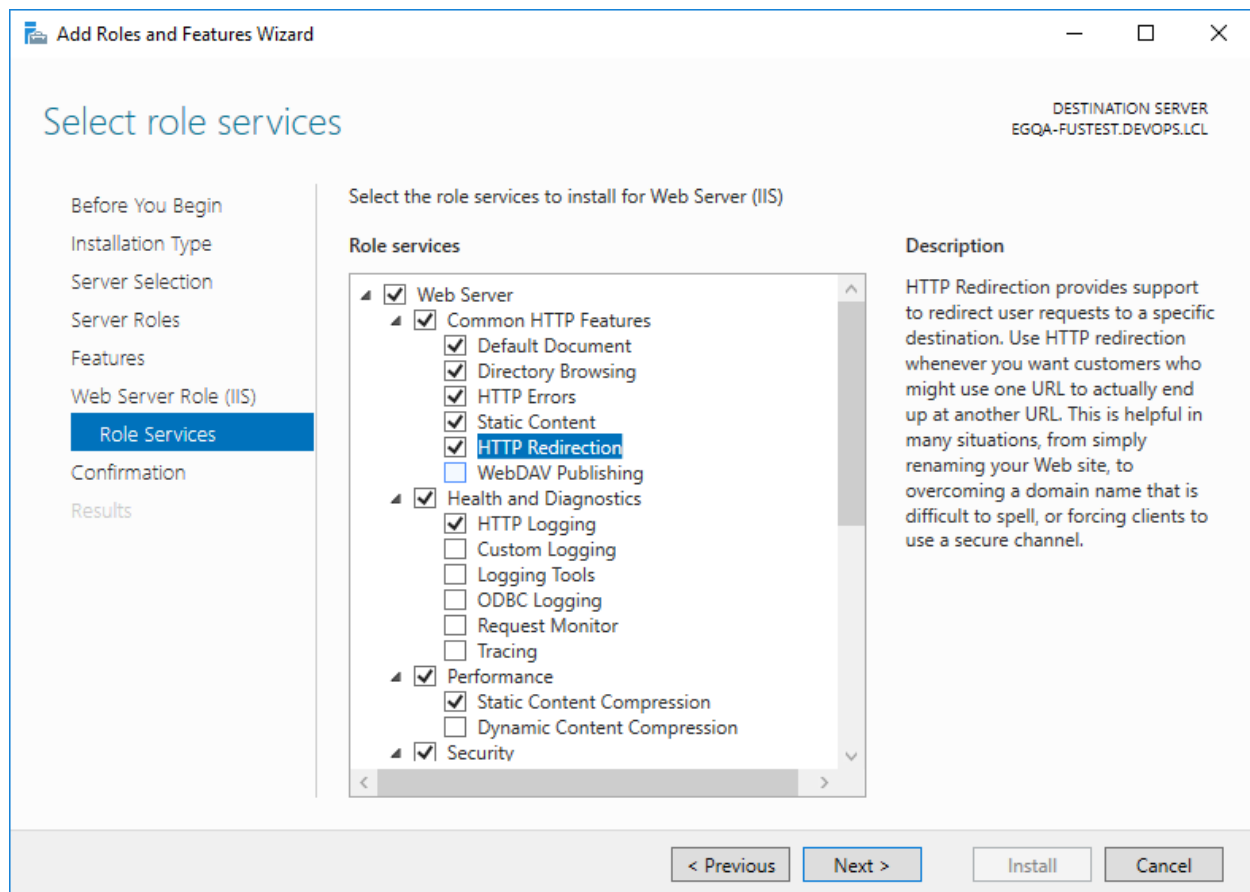 Add Roles and Features Wizard
Select role services
DESTINATION SERVER
EGQA-FUSTEST.DEVOPS.LCL
Before You Begin
Installation Type
Server Selection
Server Roles
Features
Web Server Role (IIS)
Role Services
Confirmation
Results
Select the role services to install for Web Server (IIS)
Role services
Web Server
Common HTTP Features
Default Document
Directory Browsing
HTTP Errors
Static Content
HTTP Redirection
WebDAV Publishing
Health and Diagnostics
HTTP Logging
Custom Logging
Logging Tools
ODBC Logging
Request Monitor
Tracing
Performance
Static Content Compression
Dynamic Content Compression
Security
Description
HTTP Redirection provides support
to redirect user requests to a specific
destination. Use HTTP redirection
whenever you want customers who
might use one URL to actually end
up at another URL. This is helpful in
many situations, from simply
renaming your Web site, to
overcoming a domain name that is
difficult to spell, or forcing clients to
use a secure channel.
< Previous
Next >
Install
Cancel